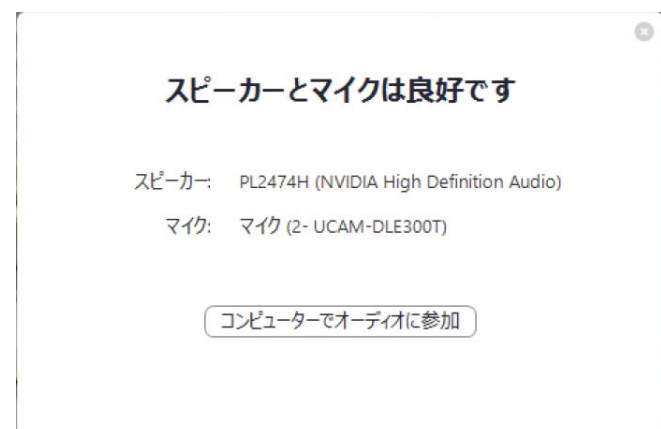 スピーカーとマイクは良好です
スピーカー: PL2474H (NVIDIA High Definition Audio)
マイク: マイク (2- UCAM-DLE300T)
コンピューターでオーディオに参加